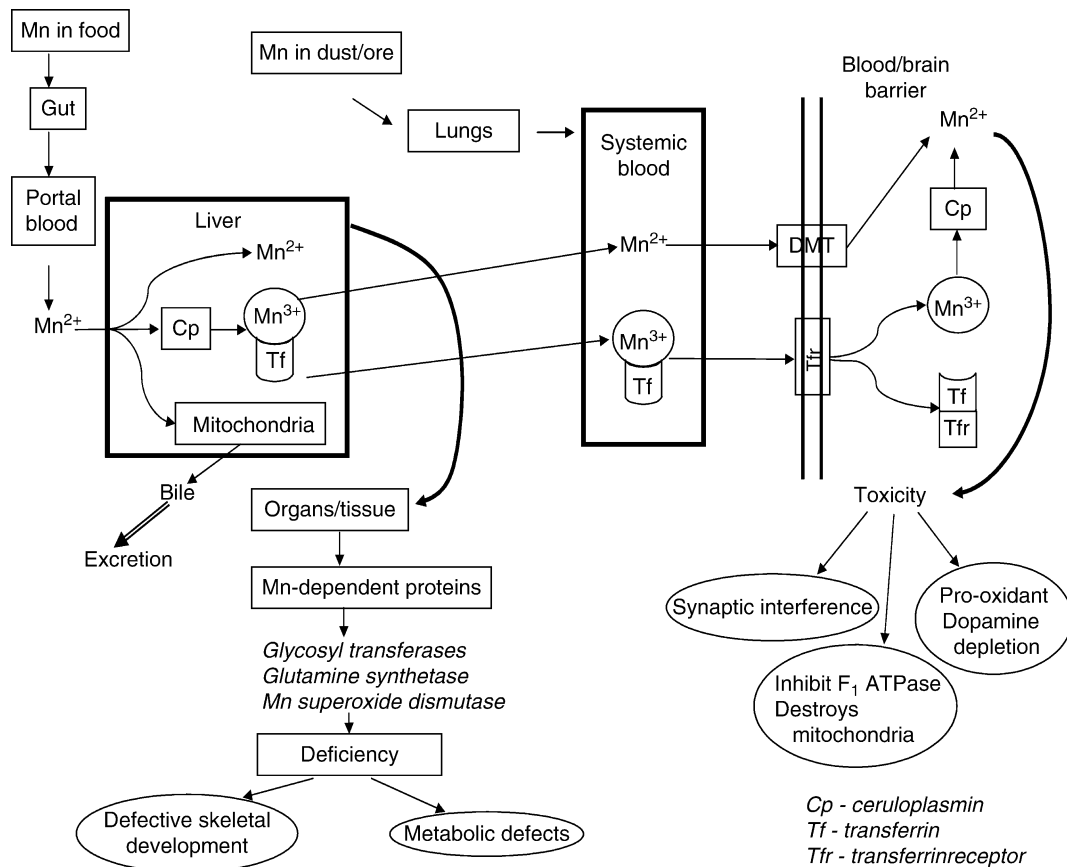 Mn in food
Gut
Portal
blood
Mn²⁺
Mn in dust/ore
Lungs
Liver
Mn²⁺
Cp
Mn³⁺
Tf
Mitochondria
Bile
Excretion
Systemic
blood
Mn²⁺
Mn³⁺
Tf
Blood/brain
barrier
DMT
Tfr
Mn²⁺
Cp
Mn³⁺
Tf
Tfr
Organs/tissue
Mn-dependent proteins
Glycosyl transferases
Glutamine synthetase
Mn superoxide dismutase
Deficiency
Defective skeletal
development
Metabolic defects
Toxicity
Synaptic interference
Inhibit F₁ ATPase
Destroys
mitochondria
Pro-oxidant
Dopamine
depletion
Cp - ceruloplasmin
Tf - transferrin
Tfr - transferrinreceptor